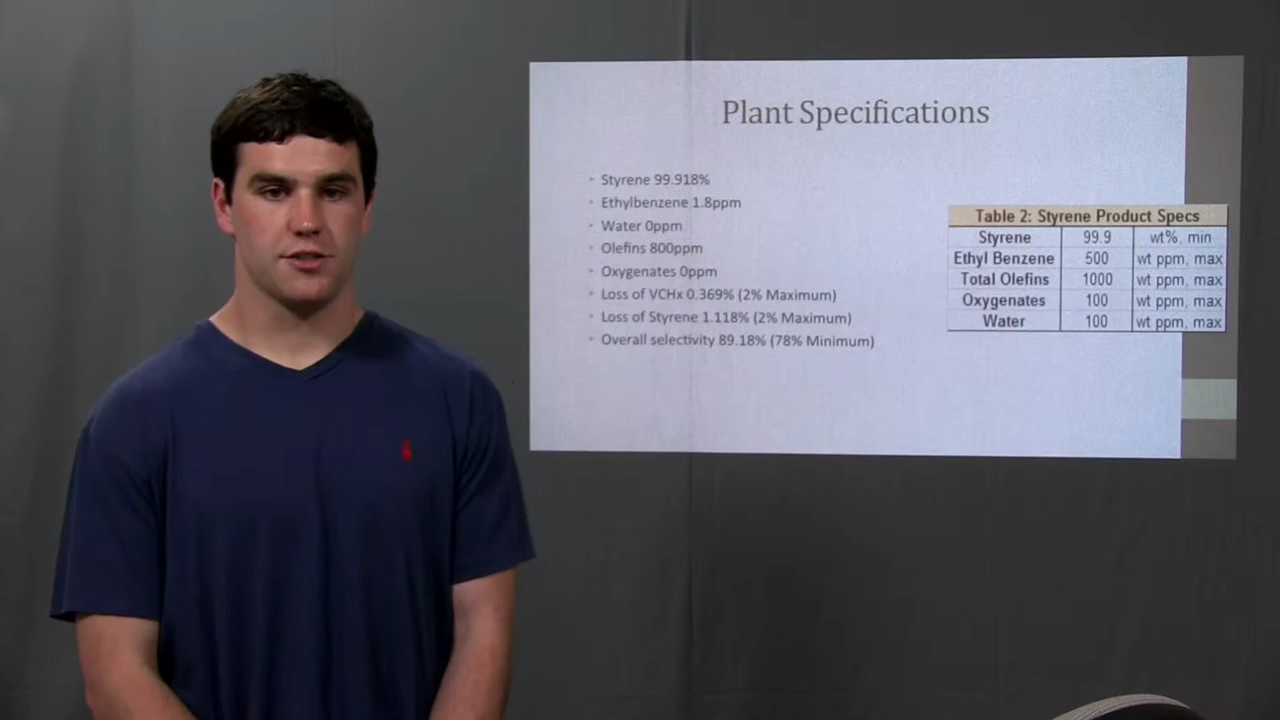 Plant Specifications
Styrene 99.918%
Ethylbenzene 1.8ppm
Water 0ppm
Olefins 800ppm
Oxygenates 0ppm
Loss of VCHx 0.369% (2% Maximum)
Loss of Styrene 1.118% (2% Maximum)
Overall selectivity 89.18% (78% Minimum)
Table 2: Styrene Product Specs
Styrene 99.9 wt%, min
Ethyl Benzene 500 wt ppm, max
Total Olefins 1000 wt ppm, max
Oxygenates 100 wt ppm, max
Water 100 wt ppm, max